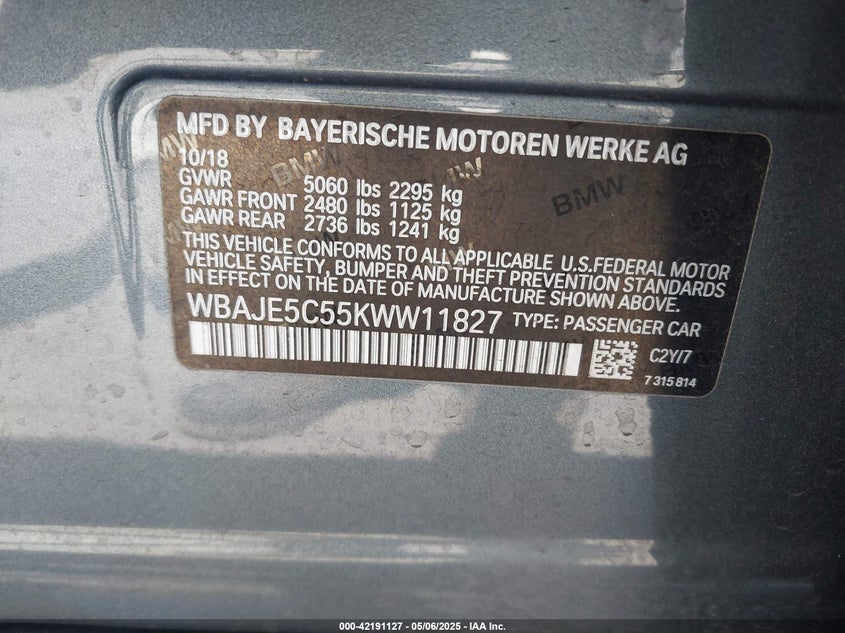 MFD BY BAYERISCHE MOTOREN WERKE AG
10/18
GVWR 5060 lbs 2295 kg
GAWR FRONT 2480 lbs 1125 kg
GAWR REAR 2736 lbs 1241 kg
THIS VEHICLE CONFORMS TO ALL APPLICABLE U.S.FEDERAL MOTOR
VEHICLE SAFETY, BUMPER AND THEFT PREVENTION STANDARDS
IN EFFECT ON THE DATE OF MANUFACTURE SHOWN ABOVE.
WBAJE5C55KWW11827 TYPE: PASSENGER CAR
C2Y/7
7 315 814
BMW
BMW
000-42191127 - 05/06/2025 - IAA Inc.